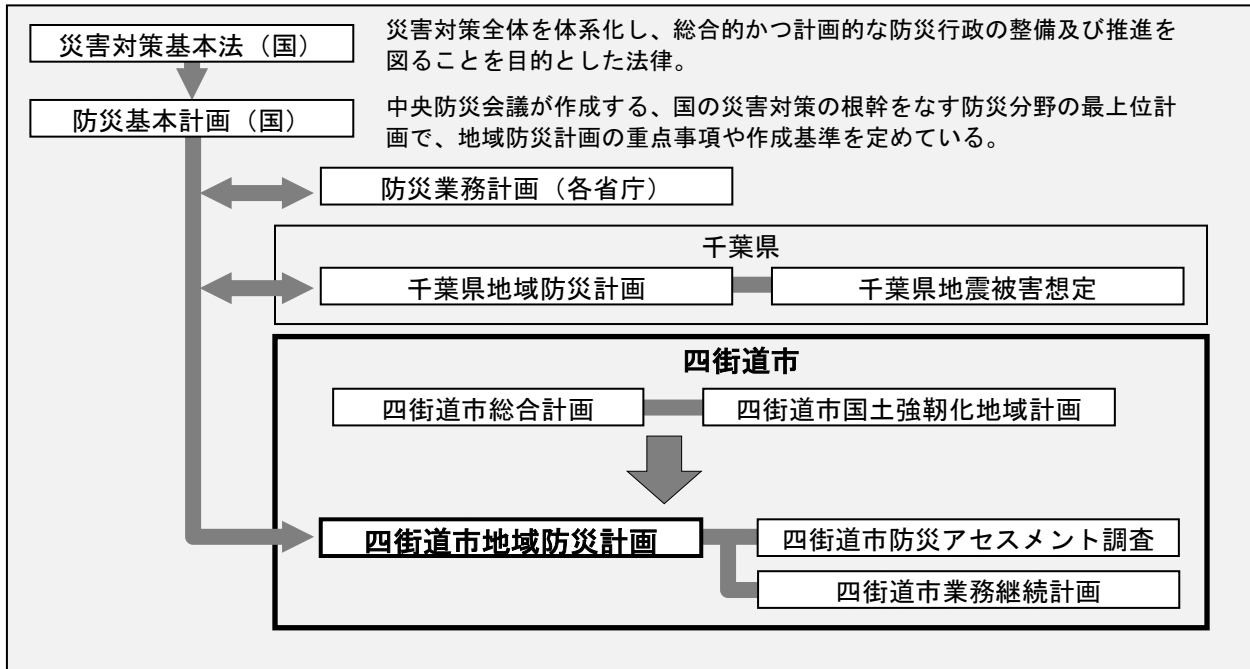 災害対策基本法（国）
災害対策全体を体系化し、総合的かつ計画的な防災行政の整備及び推進を
図ることを目的とした法律。
防災基本計画（国）
中央防災会議が作成する、国の災害対策の根幹をなす防災分野の最上位計
画で、地域防災計画の重点事項や作成基準を定めている。
防災業務計画（各省庁）
千葉県
千葉県地域防災計画
千葉県地震被害想定
四街道市
四街道市総合計画
四街道市国土強靭化地域計画
四街道市地域防災計画
四街道市防災アセスメント調査
四街道市業務継続計画